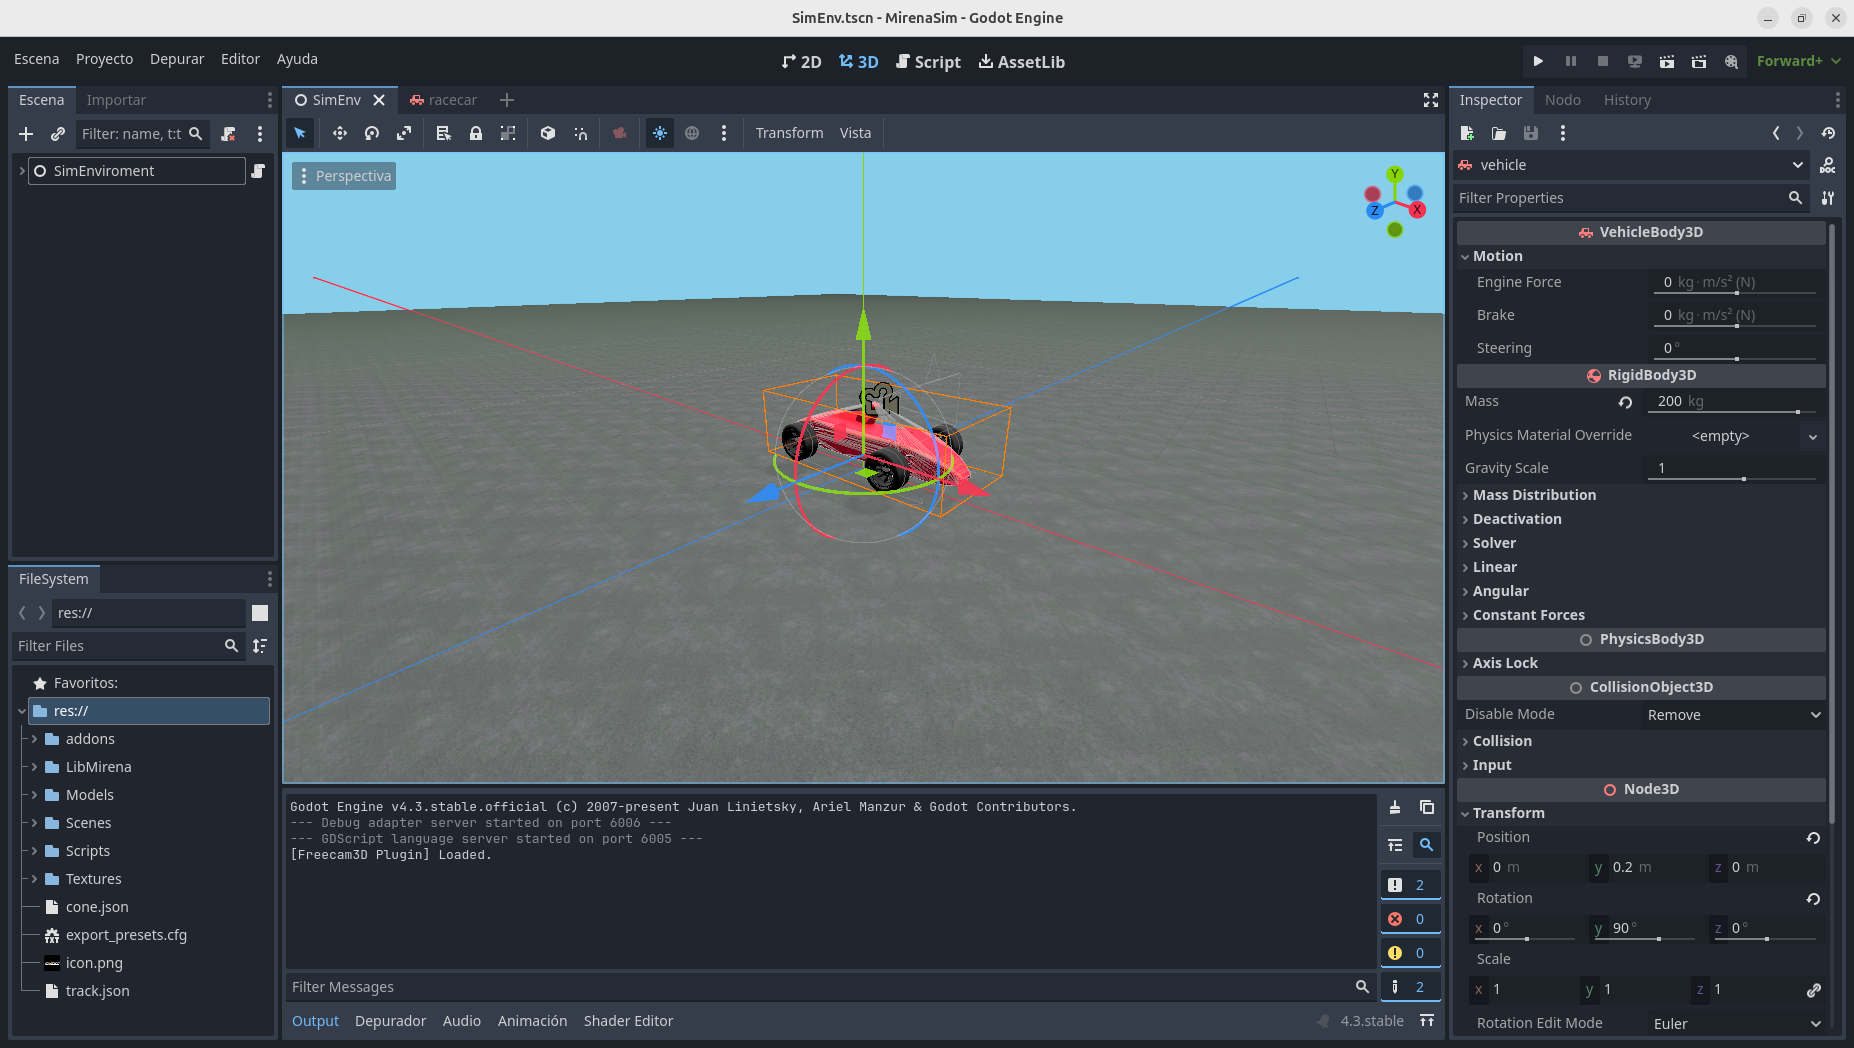 SimEnv.tscn - MirenaSim - Godot Engine
Escena Proyecto Depurar Editor Ayuda
2D 3D Script AssetLib
Forward+
Escena Importar
Filter: name, t:t
SimEnviroment
SimEnv racecar
Transform Vista
Perspectiva
Y
Z X
FileSystem
res://
Filter Files
Favoritos:
res://
addons
LibMirena
Models
Scenes
Scripts
Textures
cone.json
export_presets.cfg
icon.png
track.json
Godot Engine v4.3.stable.official (c) 2007-present Juan Linietsky, Ariel Manzur & Godot Contributors.
--- Debug adapter server started on port 6006 ---
--- GDScript language server started on port 6005 ---
[Freecam3D Plugin] Loaded.
2
0
0
2
Filter Messages
Output Depurador Audio Animación Shader Editor
4.3.stable
Inspector Nodo History
vehicle
DOC
Filter Properties
VehicleBody3D
Motion
Engine Force 0 kg·m/s² (N)
Brake 0 kg·m/s² (N)
Steering 0 °
RigidBody3D
Mass 200 kg
Physics Material Override <empty>
Gravity Scale 1
Mass Distribution
Deactivation
Solver
Linear
Angular
Constant Forces
PhysicsBody3D
Axis Lock
CollisionObject3D
Disable Mode Remove
Collision
Input
Node3D
Transform
Position
x 0 m y 0.2 m z 0 m
Rotation
x 0 ° y 90 ° z 0 °
Scale
x 1 y 1 z 1
Rotation Edit Mode Euler